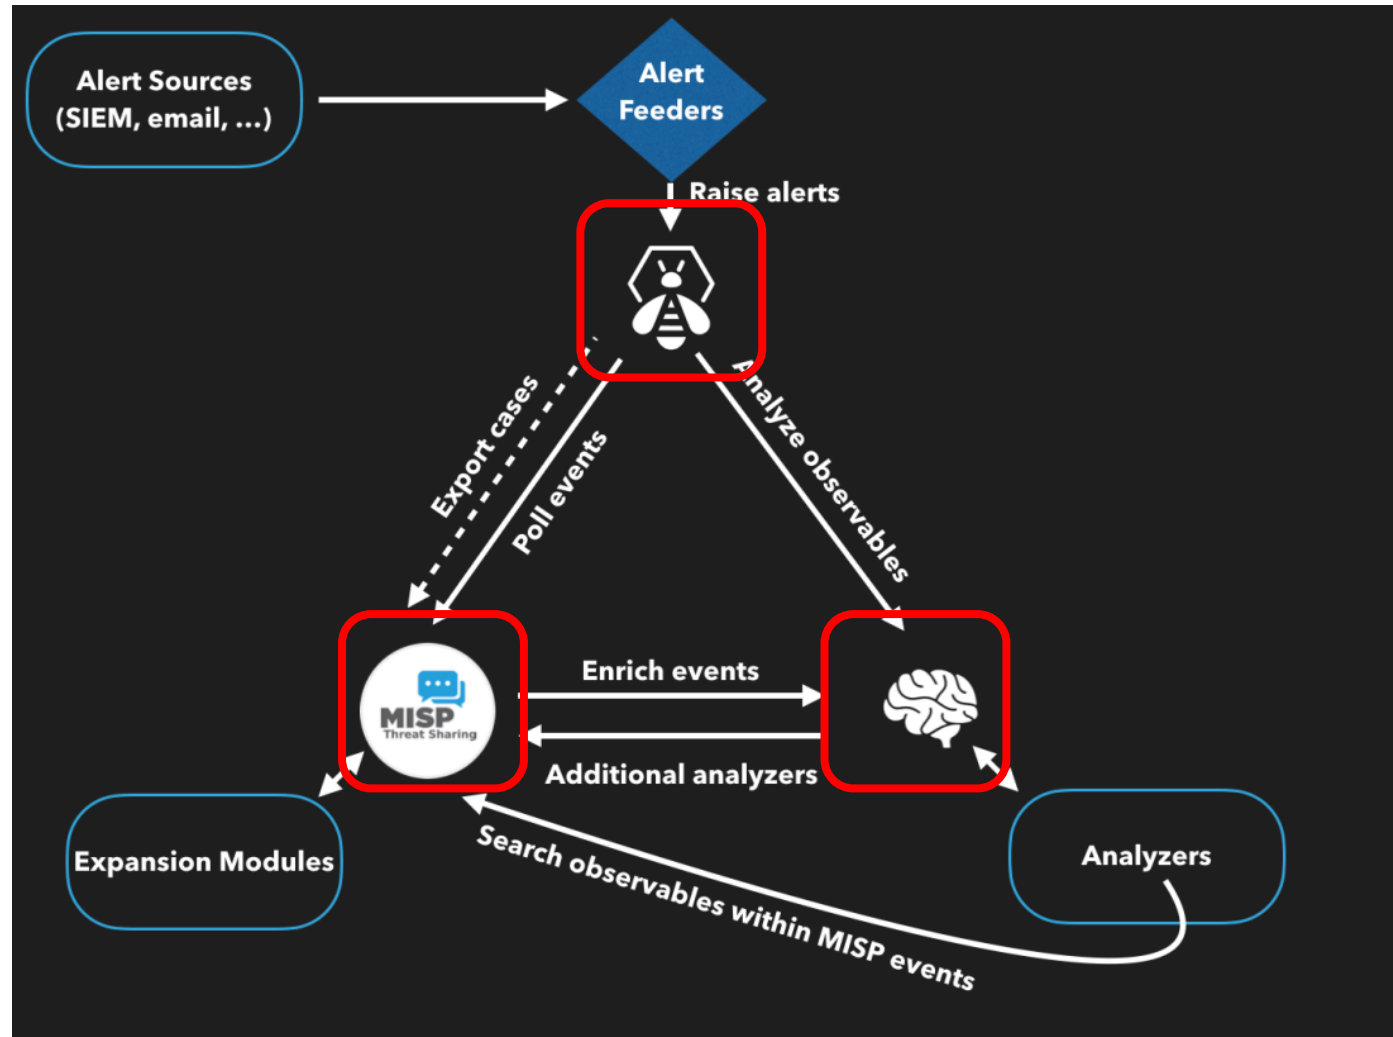 Alert Sources
(SIEM, email, ...)
Alert
Feeders
Raise alerts
Export cases
Poll events
Analyze observables
MISP
Threat Sharing
Enrich events
Additional analyzers
Expansion Modules
Analyzers
Search observables within MISP events